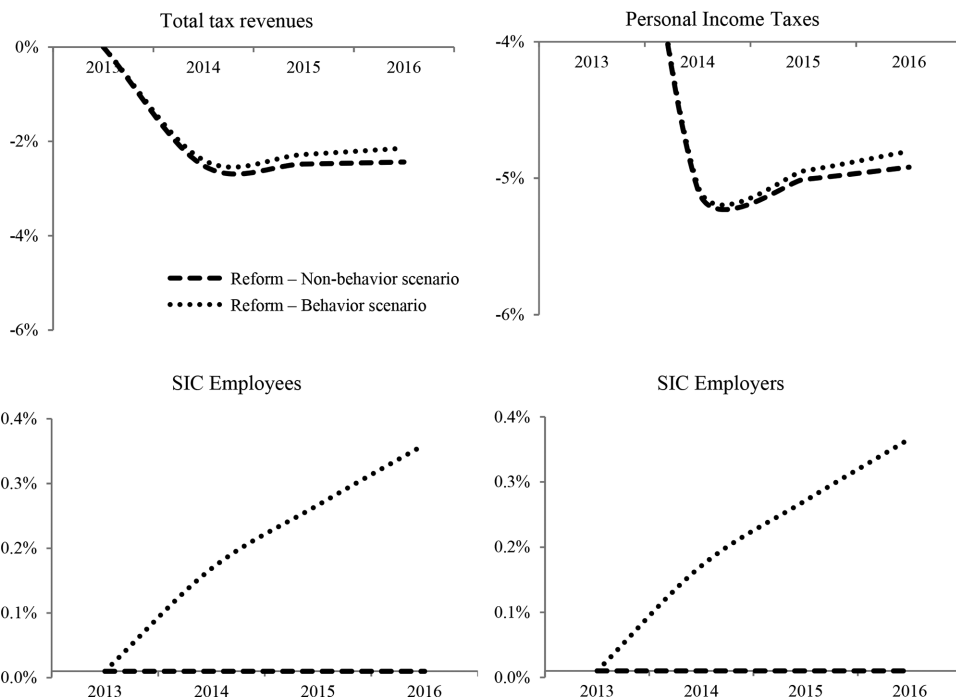 Total tax revenues
0%
2013 2014 2015 2016
-2%
-4%
Reform – Non-behavior scenario
Reform – Behavior scenario
-6%
Personal Income Taxes
-4%
2013 2014 2015 2016
-5%
-6%
SIC Employees
0.4%
0.3%
0.2%
0.1%
0.0%
2013 2014 2015 2016
SIC Employers
0.4%
0.3%
0.2%
0.1%
0.0%
2013 2014 2015 2016